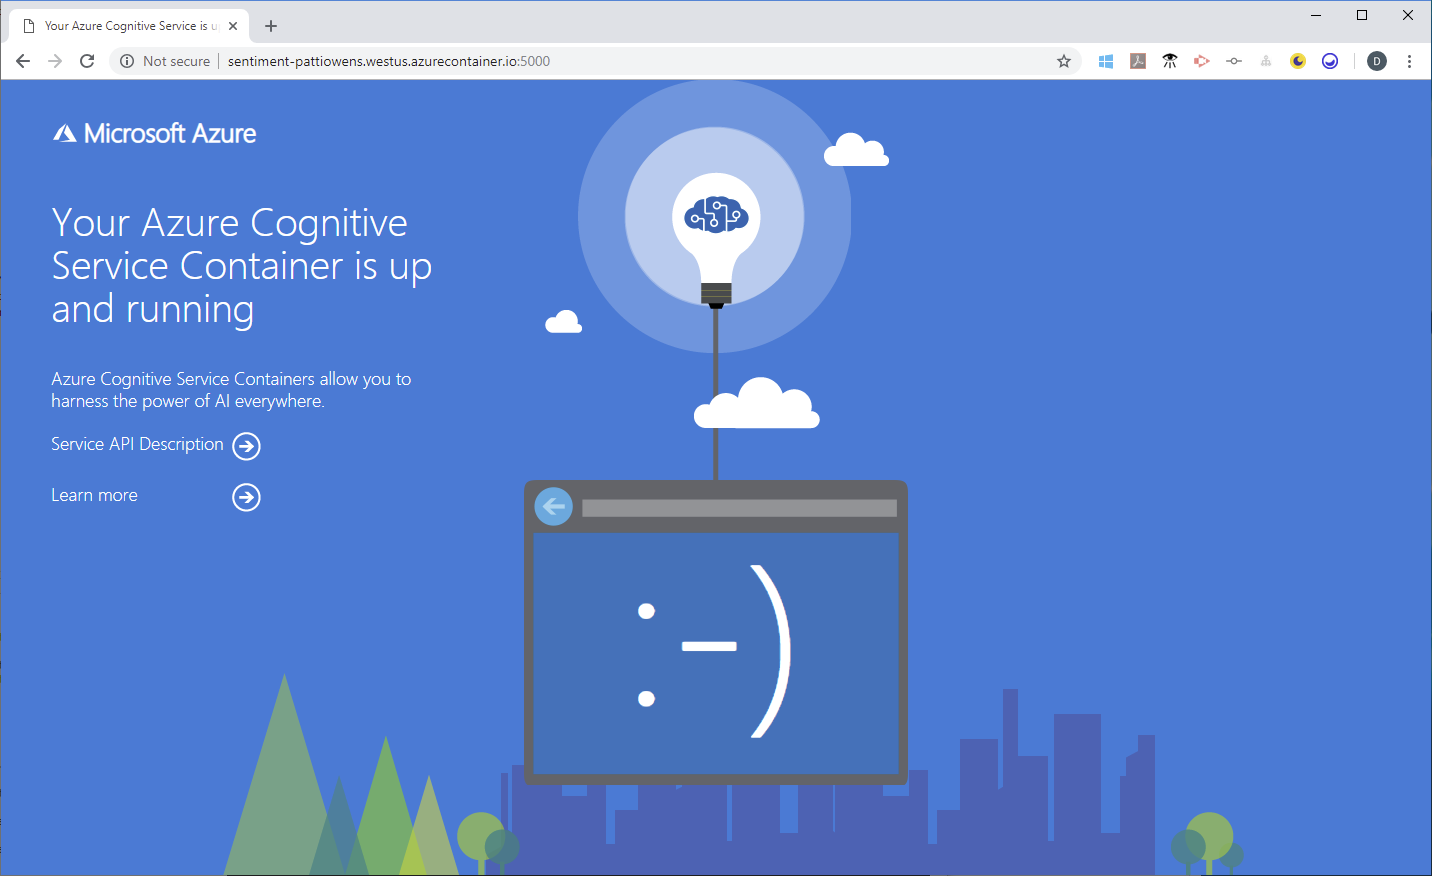 Your Azure Cognitive Service is u
Not secure
sentiment-pattiowens.westus.azurecontainer.io:5000
D
Microsoft Azure
Your Azure Cognitive
Service Container is up
and running
Azure Cognitive Service Containers allow you to
harness the power of AI everywhere.
Service API Description
Learn more
:-)